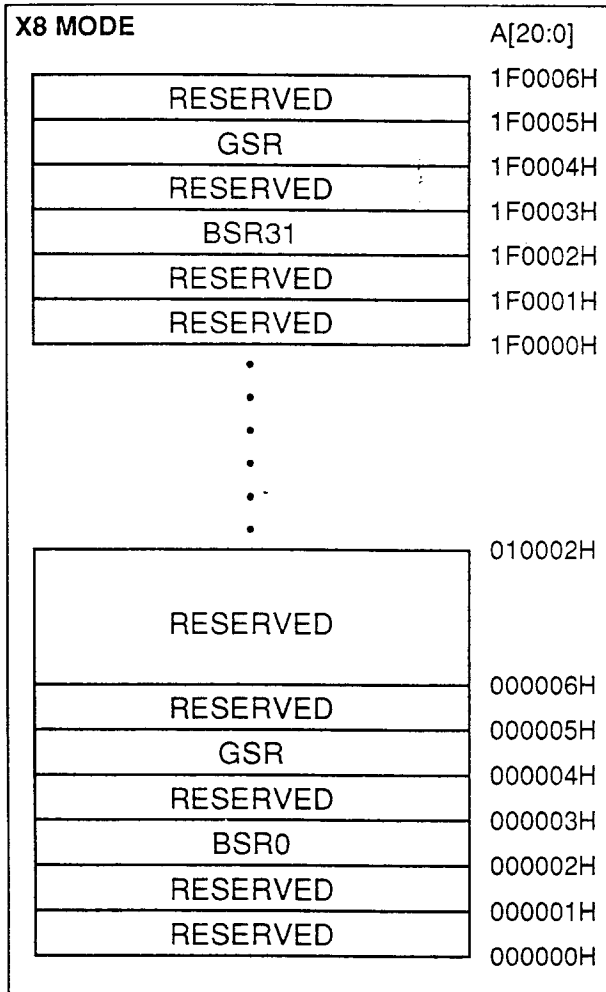 X8 MODE A[20:0]
1F0006H
RESERVED
1F0005H
GSR
1F0004H
RESERVED
1F0003H
BSR31
1F0002H
RESERVED
1F0001H
RESERVED
1F0000H
010002H
RESERVED
000006H
RESERVED
000005H
GSR
000004H
RESERVED
000003H
BSR0
000002H
RESERVED
000001H
RESERVED
000000H